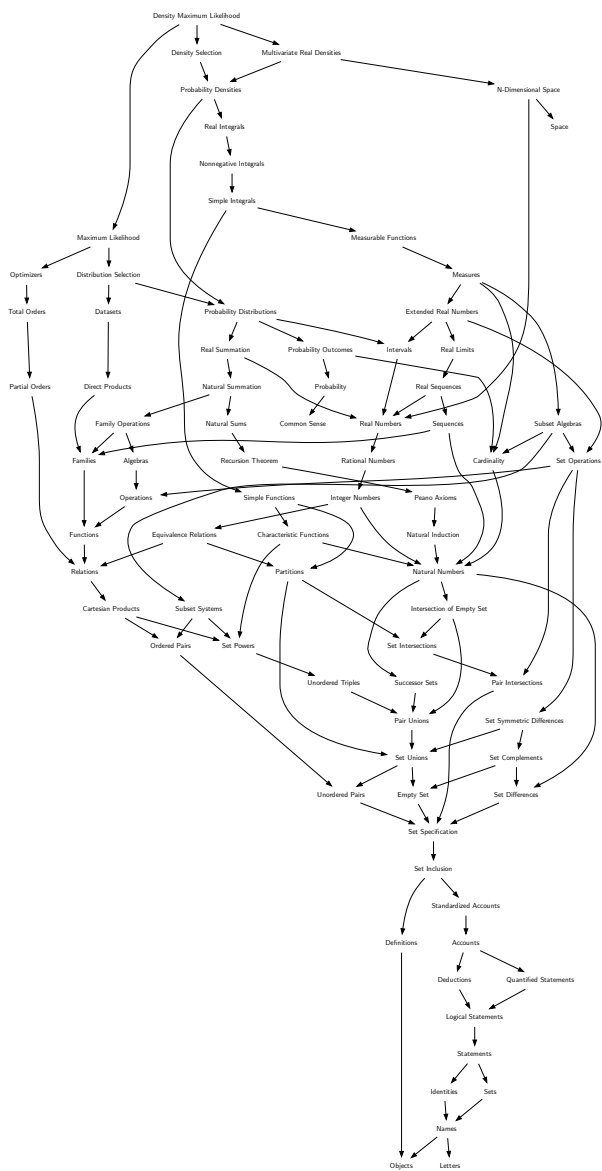 Density Maximum Likelihood
Density Selection
Multivariate Real Densities
Probability Densities
N-Dimensional Space
Real Integrals
Space
Nonnegative Integrals
Simple Integrals
Maximum Likelihood
Measurable Functions
Optimizers
Distribution Selection
Measures
Total Orders
Datasets
Probability Distributions
Extended Real Numbers
Real Summation
Probability Outcomes
Intervals
Real Limits
Partial Orders
Direct Products
Natural Summation
Probability
Real Sequences
Family Operations
Natural Sums
Common Sense
Real Numbers
Sequences
Subset Algebras
Families
Algebras
Recursion Theorem
Rational Numbers
Cardinality
Set Operations
Operations
Simple Functions
Integer Numbers
Peano Axioms
Functions
Equivalence Relations
Characteristic Functions
Natural Induction
Relations
Partitions
Natural Numbers
Cartesian Products
Subset Systems
Intersection of Empty Set
Ordered Pairs
Set Powers
Set Intersections
Unordered Triples
Successor Sets
Pair Intersections
Pair Unions
Set Symmetric Differences
Set Unions
Set Complements
Unordered Pairs
Empty Set
Set Differences
Set Specification
Set Inclusion
Standardized Accounts
Definitions
Accounts
Deductions
Quantified Statements
Logical Statements
Statements
Identities
Sets
Names
Objects
Letters